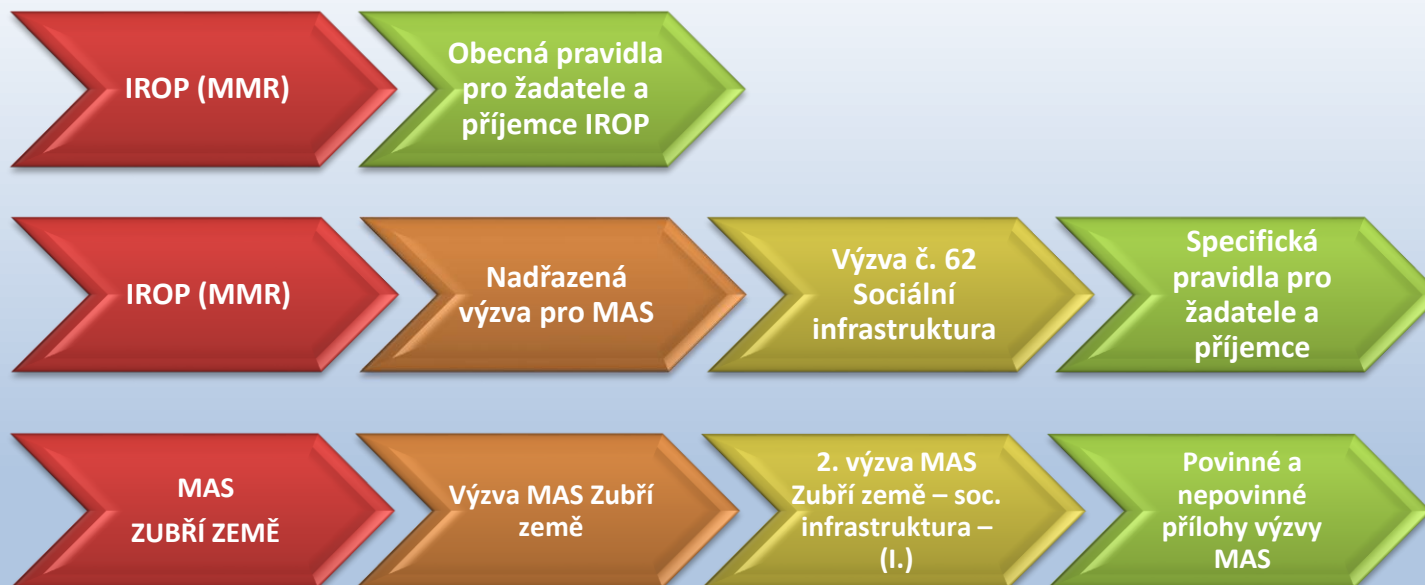 IROP (MMR)
Obecná pravidla
pro žadatele a
příjemce IROP
IROP (MMR)
Nadřazená
výzva pro MAS
Výzva č. 62
Sociální
infrastruktura
Specifická
pravidla pro
žadatele a
příjemce
MAS
ZUBŘÍ ZEMĚ
Výzva MAS Zubří
země
2. výzva MAS
Zubří země – soc.
infrastruktura –
(I.)
Povinné a
nepovinné
přílohy výzvy
MAS